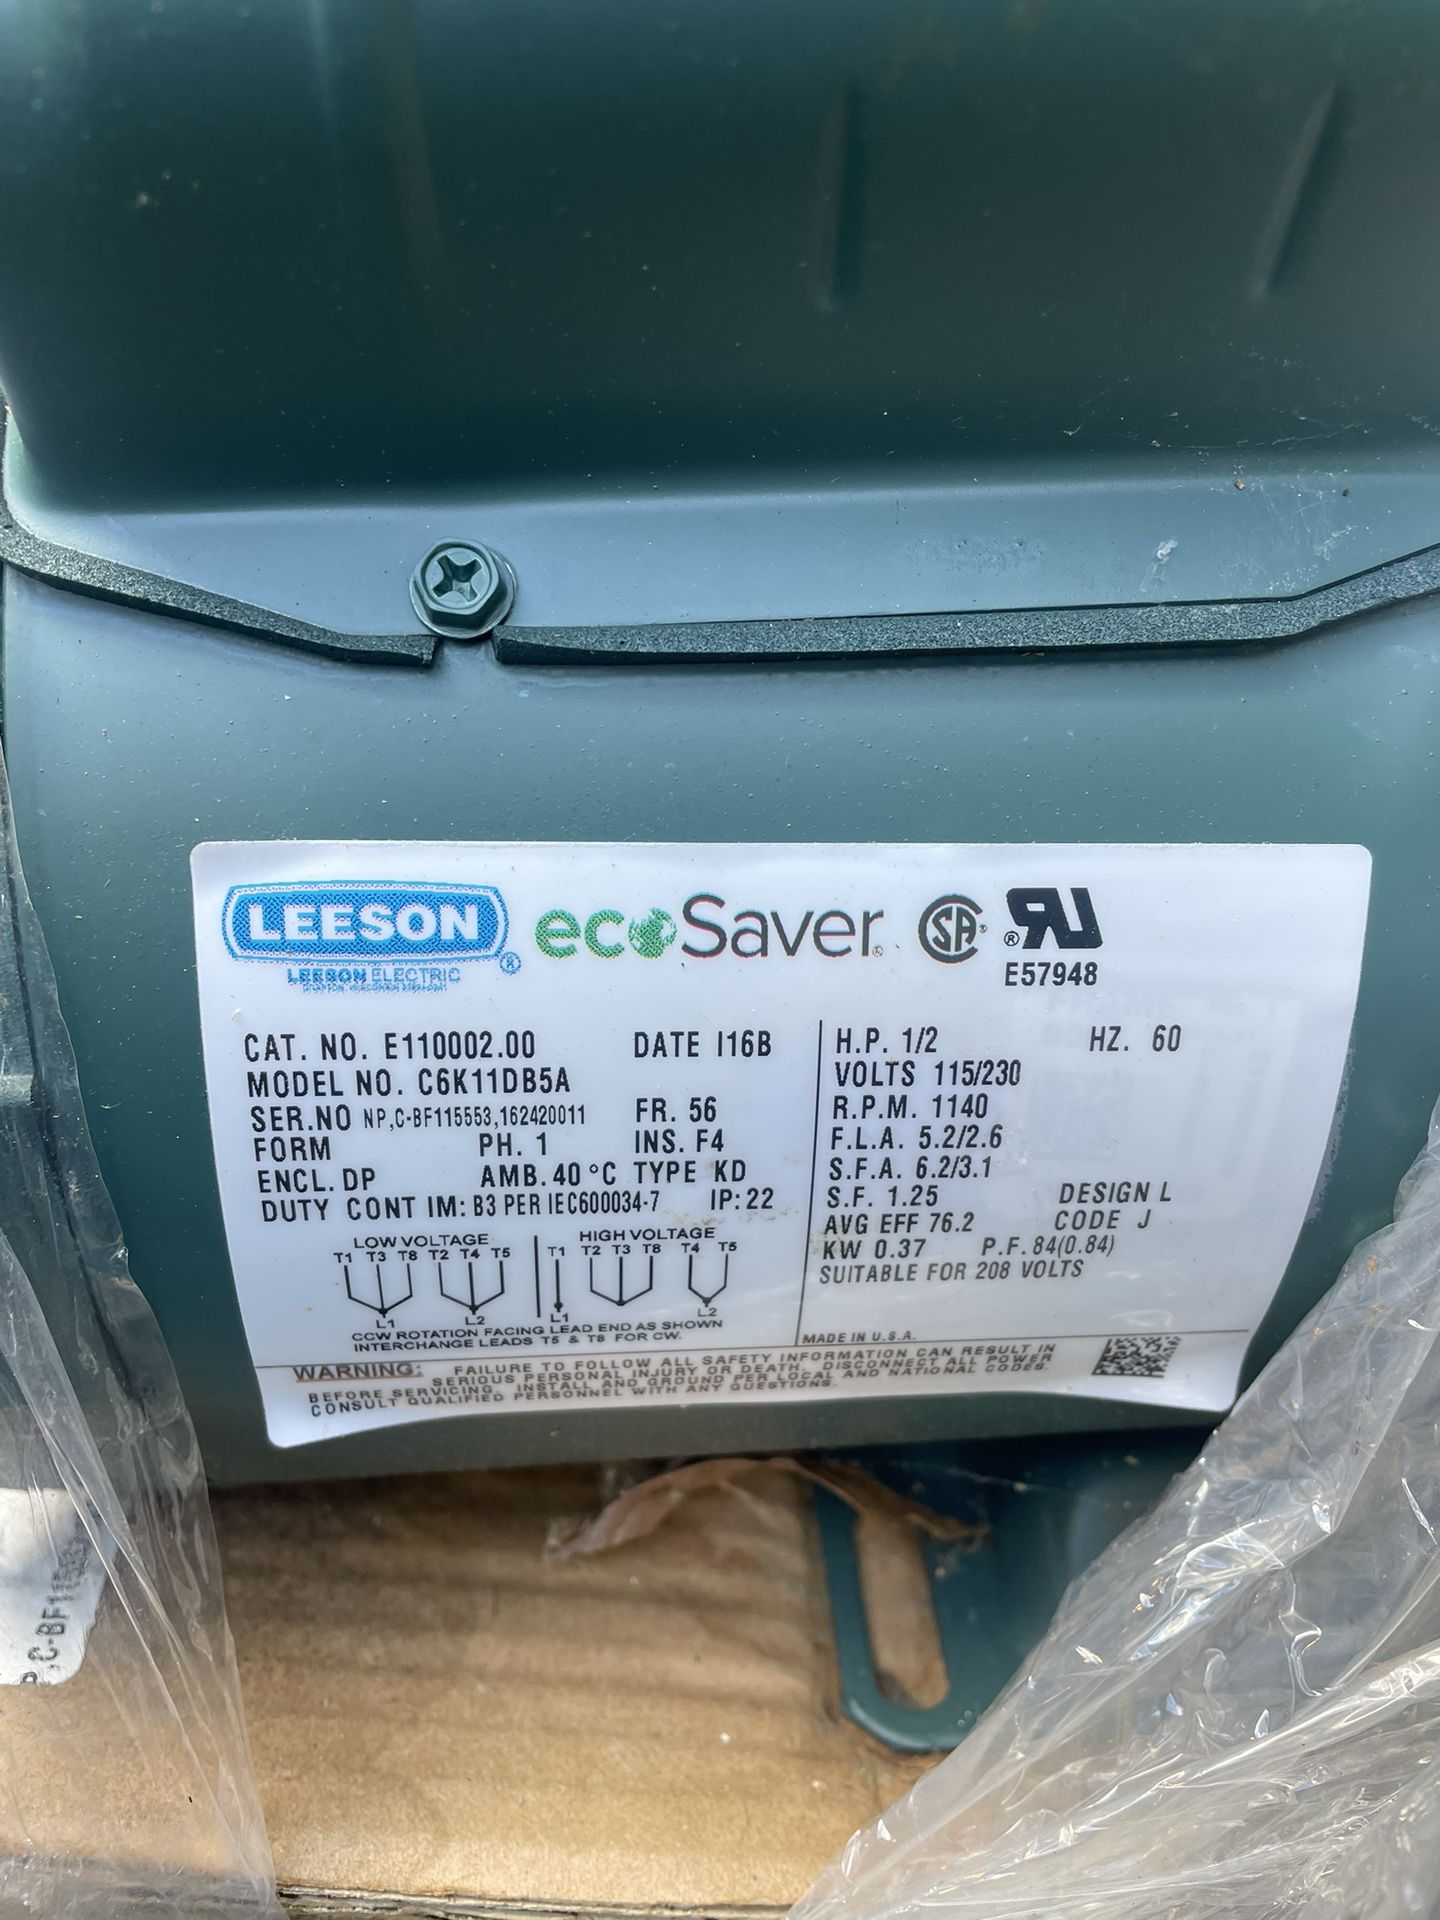 LEESON
®
LEESON ELECTRIC
ecoSaver®
SA®
®
E57948
CAT. NO. E110002.00 DATE I16B
MODEL NO. C6K11DB5A
SER.NO NP,C-BF115553,162420011 FR. 56
FORM PH. 1 INS. F4
ENCL. DP AMB. 40 °C TYPE KD
DUTY CONT IM: B3 PER IEC600034-7 IP: 22
LOW VOLTAGE
T1 T3 T8 T2 T4 T5
L1 L2
HIGH VOLTAGE
T1 T2 T3 T8 T4 T5
L1 L2
CCW ROTATION FACING LEAD END AS SHOWN
INTERCHANGE LEADS T5 & T8 FOR CW.
H.P. 1/2 HZ. 60
VOLTS 115/230
R.P.M. 1140
F.L.A. 5.2/2.6
S.F.A. 6.2/3.1
S.F. 1.25 DESIGN L
AVG EFF 76.2 CODE J
KW 0.37 P.F. 84(0.84)
SUITABLE FOR 208 VOLTS
MADE IN U.S.A.
WARNING: FAILURE TO FOLLOW ALL SAFETY INFORMATION CAN RESULT IN
SERIOUS PERSONAL INJURY OR DEATH. DISCONNECT ALL POWER
BEFORE SERVICING. INSTALL AND GROUND PER LOCAL AND NATIONAL CODES.
CONSULT QUALIFIED PERSONNEL WITH ANY QUESTIONS.